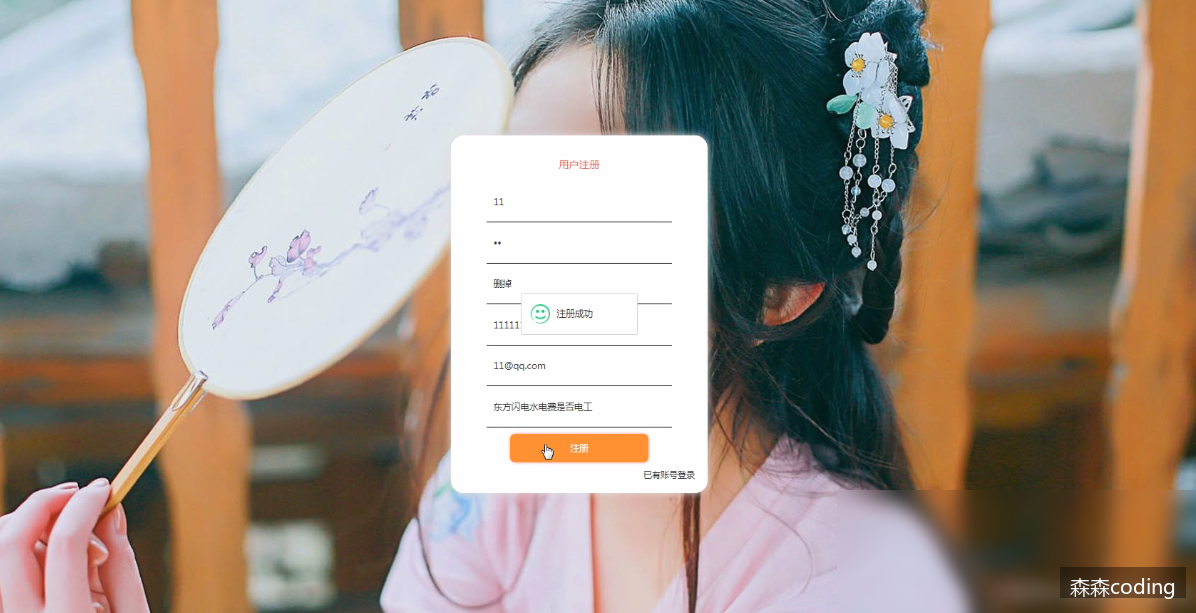 用户注册
11
••
删掉
注册成功
11111
11@qq.com
东方闪电水电费是否电工
注册
已有账号登录
森森coding